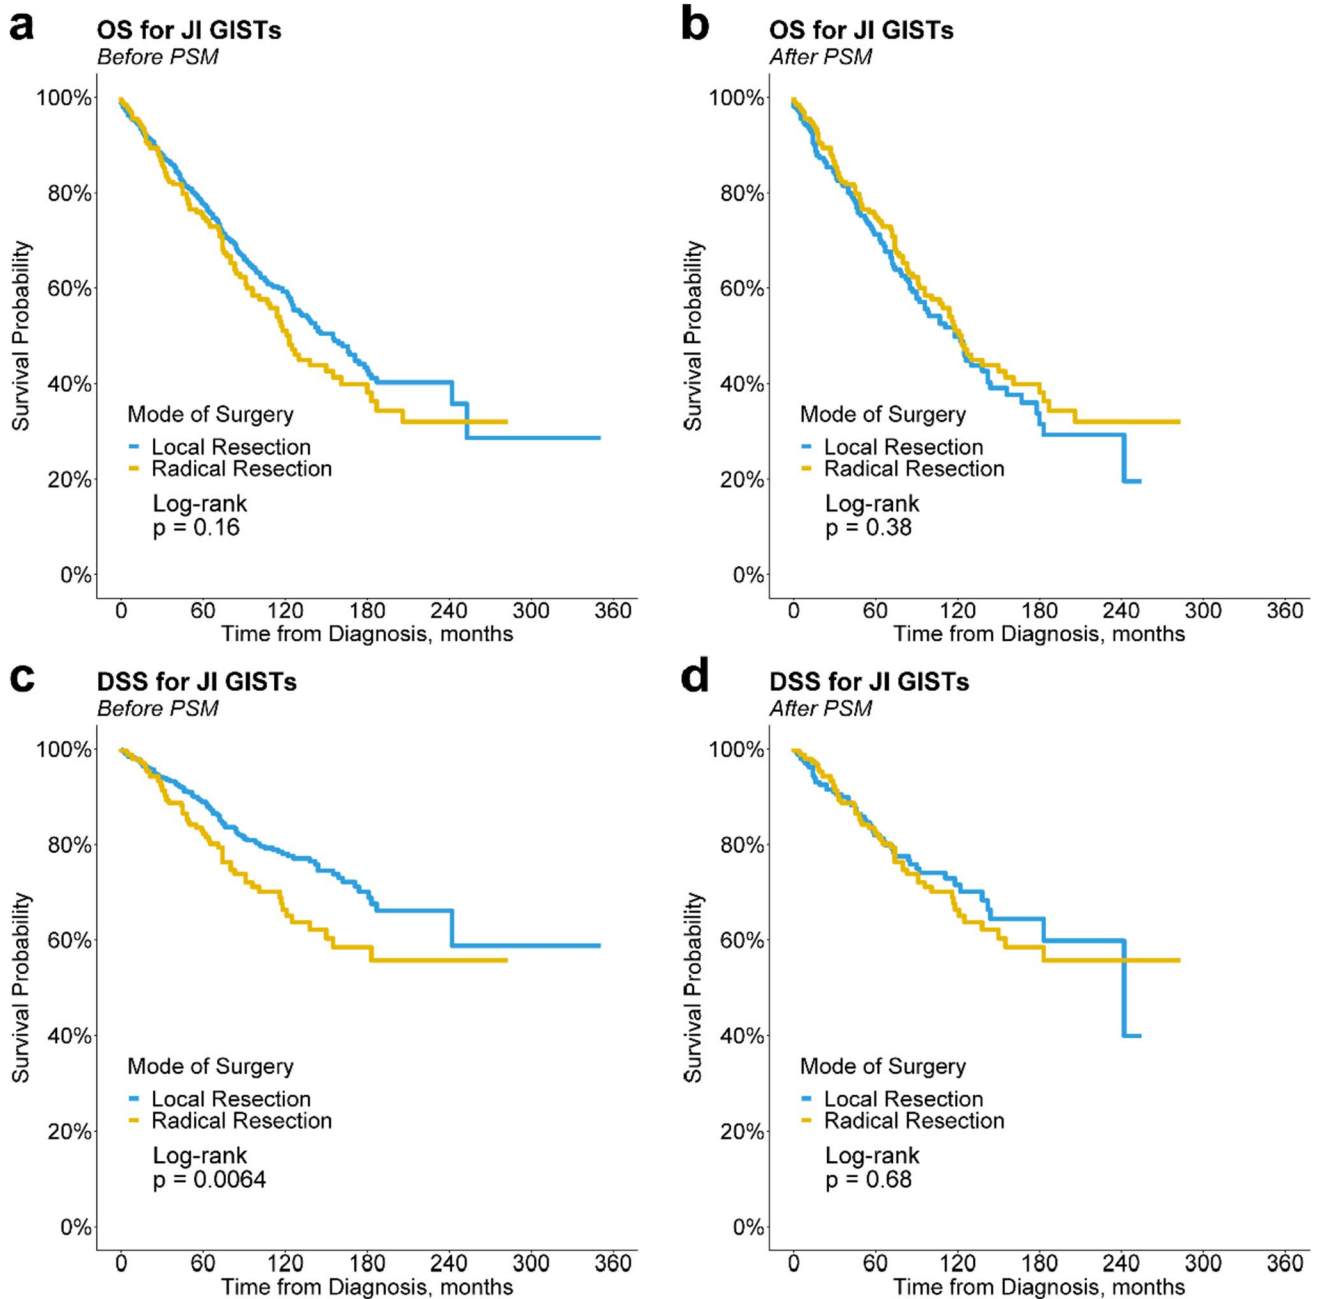 a
OS for JI GISTs
Before PSM
100%
80%
60%
40%
20%
0%
Survival Probability
Mode of Surgery
Local Resection
Radical Resection
Log-rank
p = 0.16
0 60 120 180 240 300 360
Time from Diagnosis, months
b
OS for JI GISTs
After PSM
100%
80%
60%
40%
20%
0%
Survival Probability
Mode of Surgery
Local Resection
Radical Resection
Log-rank
p = 0.38
0 60 120 180 240 300 360
Time from Diagnosis, months
c
DSS for JI GISTs
Before PSM
100%
80%
60%
40%
20%
0%
Survival Probability
Mode of Surgery
Local Resection
Radical Resection
Log-rank
p = 0.0064
0 60 120 180 240 300 360
Time from Diagnosis, months
d
DSS for JI GISTs
After PSM
100%
80%
60%
40%
20%
0%
Survival Probability
Mode of Surgery
Local Resection
Radical Resection
Log-rank
p = 0.68
0 60 120 180 240 300 360
Time from Diagnosis, months